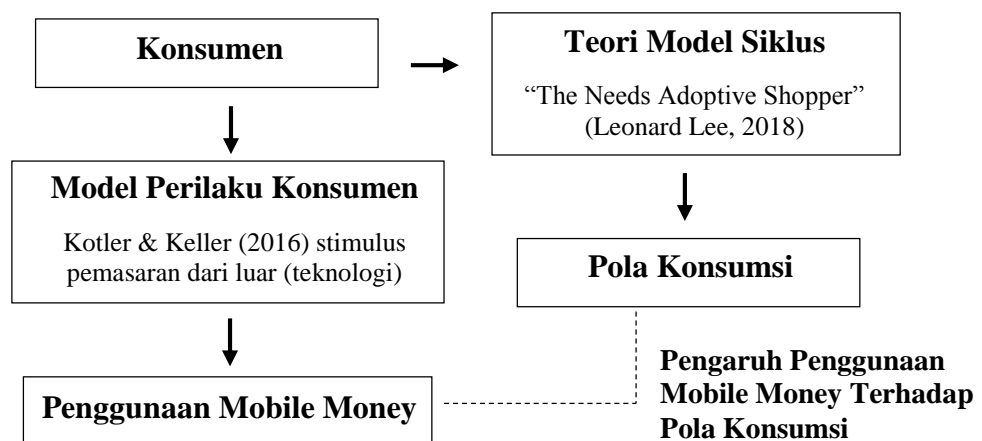 Konsumen
Teori Model Siklus
“The Needs Adoptive Shopper”
(Leonard Lee, 2018)
Model Perilaku Konsumen
Kotler & Keller (2016) stimulus
pemasaran dari luar (teknologi)
Pola Konsumsi
Penggunaan Mobile Money
Pengaruh Penggunaan
Mobile Money Terhadap
Pola Konsumsi